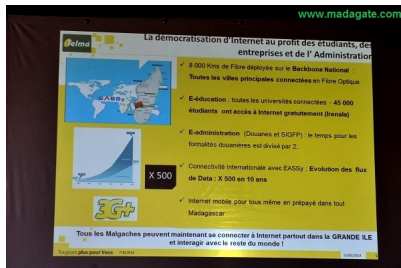 www.madagate.com
Telma
La démocratisation d'Internet au profit des étudiants, des
entreprises et de l' Administration
8 000 Kms de Fibre déployée sur le Backbone National :
Toutes les villes principales connectées en Fibre Optique
EASSy
E-éducation : toutes les universités connectées - 45 000
étudiants ont accès à Internet gratuitement (Irenala)
E-administration (Douanes et SIGFP) : le temps pour les
formalités douanières est divisé par 2.
X 500
Connectivité internationale avec EASSy : Evolution des flux
de Data : X 500 en 10 ans
3G+
Internet mobile pour tous même en prépayé dans tout
Madagascar
Tous les Malgaches peuvent maintenant se connecter à Internet partout dans la GRANDE ILE
et interagir avec le reste du monde !
Toujours plus pour Vous